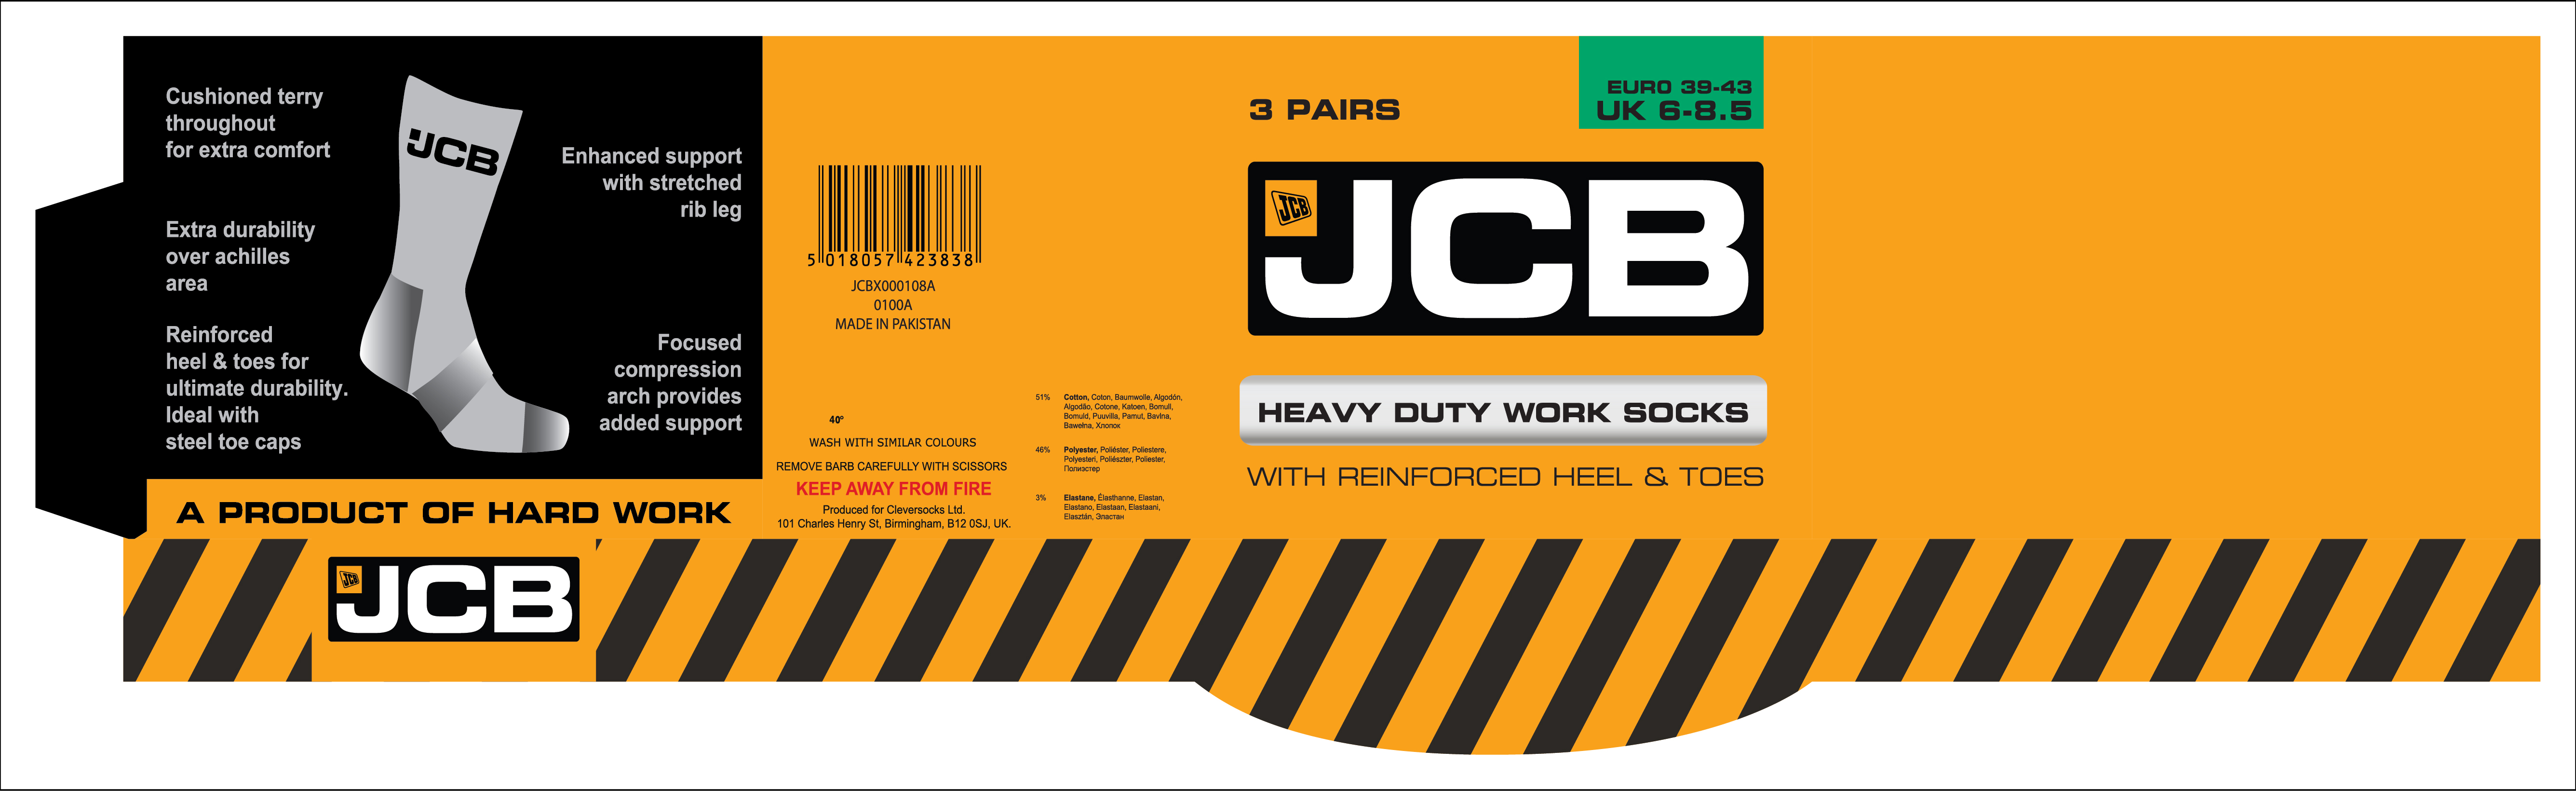 Cushioned terry
throughout
for extra comfort
Extra durability
over achilles
area
Reinforced
heel & toes for
ultimate durability.
Ideal with
steel toe caps
JCB
Enhanced support
with stretched
rib leg
Focused
compression
arch provides
added support
A PRODUCT OF HARD WORK
JCB
JCB
5 018057 423838
JCBX000108A
0100A
MADE IN PAKISTAN
40°
WASH WITH SIMILAR COLOURS
REMOVE BARB CAREFULLY WITH SCISSORS
KEEP AWAY FROM FIRE
Produced for Cleversocks Ltd.
101 Charles Henry St, Birmingham, B12 0SJ, UK.
51% Cotton, Coton, Baumwolle, Algodón,
Algodão, Cotone, Katoen, Bomull,
Bomuld, Puuvilla, Pamut, Bavlna,
Bawełna, Хлопок
46% Polyester, Poliéster, Poliestere,
Polyesteri, Poliészter, Poliester,
Полиэстер
3% Elastane, Élasthanne, Elastan,
Elastano, Elastaan, Elastaani,
Elasztán, Эластан
3 PAIRS
EURO 39-43
UK 6-8.5
JCB
JCB
HEAVY DUTY WORK SOCKS
WITH REINFORCED HEEL & TOES